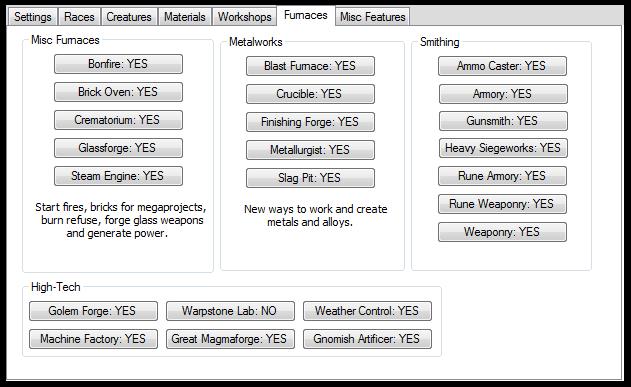 Settings Races Creatures Materials Workshops Furnaces Misc Features
Misc Furnaces
Bonfire: YES
Brick Oven: YES
Crematorium: YES
Glassforge: YES
Steam Engine: YES
Start fires, bricks for megaprojects,
burn refuse, forge glass weapons
and generate power.
Metalworks
Blast Furnace: YES
Crucible: YES
Finishing Forge: YES
Metallurgist: YES
Slag Pit: YES
New ways to work and create
metals and alloys.
Smithing
Ammo Caster: YES
Armory: YES
Gunsmith: YES
Heavy Siegeworks: YES
Rune Armory: YES
Rune Weaponry: YES
Weaponry: YES
High-Tech
Golem Forge: YES Warpstone Lab: NO Weather Control: YES
Machine Factory: YES Great Magmaforge: YES Gnomish Artificer: YES